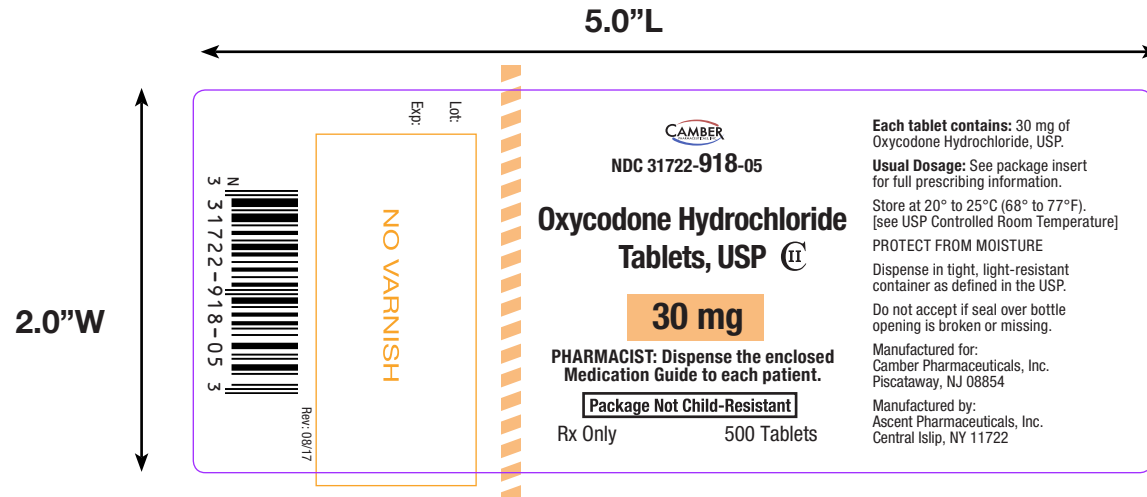 5.0”L
2.0”W
Lot:
Exp:
NO VARNISH
N
3 31722-918-05 3
Rev: 08/17
CAMBER
PHARMACEUTICALS, INC.
NDC 31722-918-05
Oxycodone Hydrochloride
Tablets, USP CII
30 mg
PHARMACIST: Dispense the enclosed
Medication Guide to each patient.
Package Not Child-Resistant
Rx Only 500 Tablets
Each tablet contains: 30 mg of
Oxycodone Hydrochloride, USP.
Usual Dosage: See package insert
for full prescribing information.
Store at 20° to 25°C (68° to 77°F).
[see USP Controlled Room Temperature]
PROTECT FROM MOISTURE
Dispense in tight, light-resistant
container as defined in the USP.
Do not accept if seal over bottle
opening is broken or missing.
Manufactured for:
Camber Pharmaceuticals, Inc.
Piscataway, NJ 08854
Manufactured by:
Ascent Pharmaceuticals, Inc.
Central Islip, NY 11722